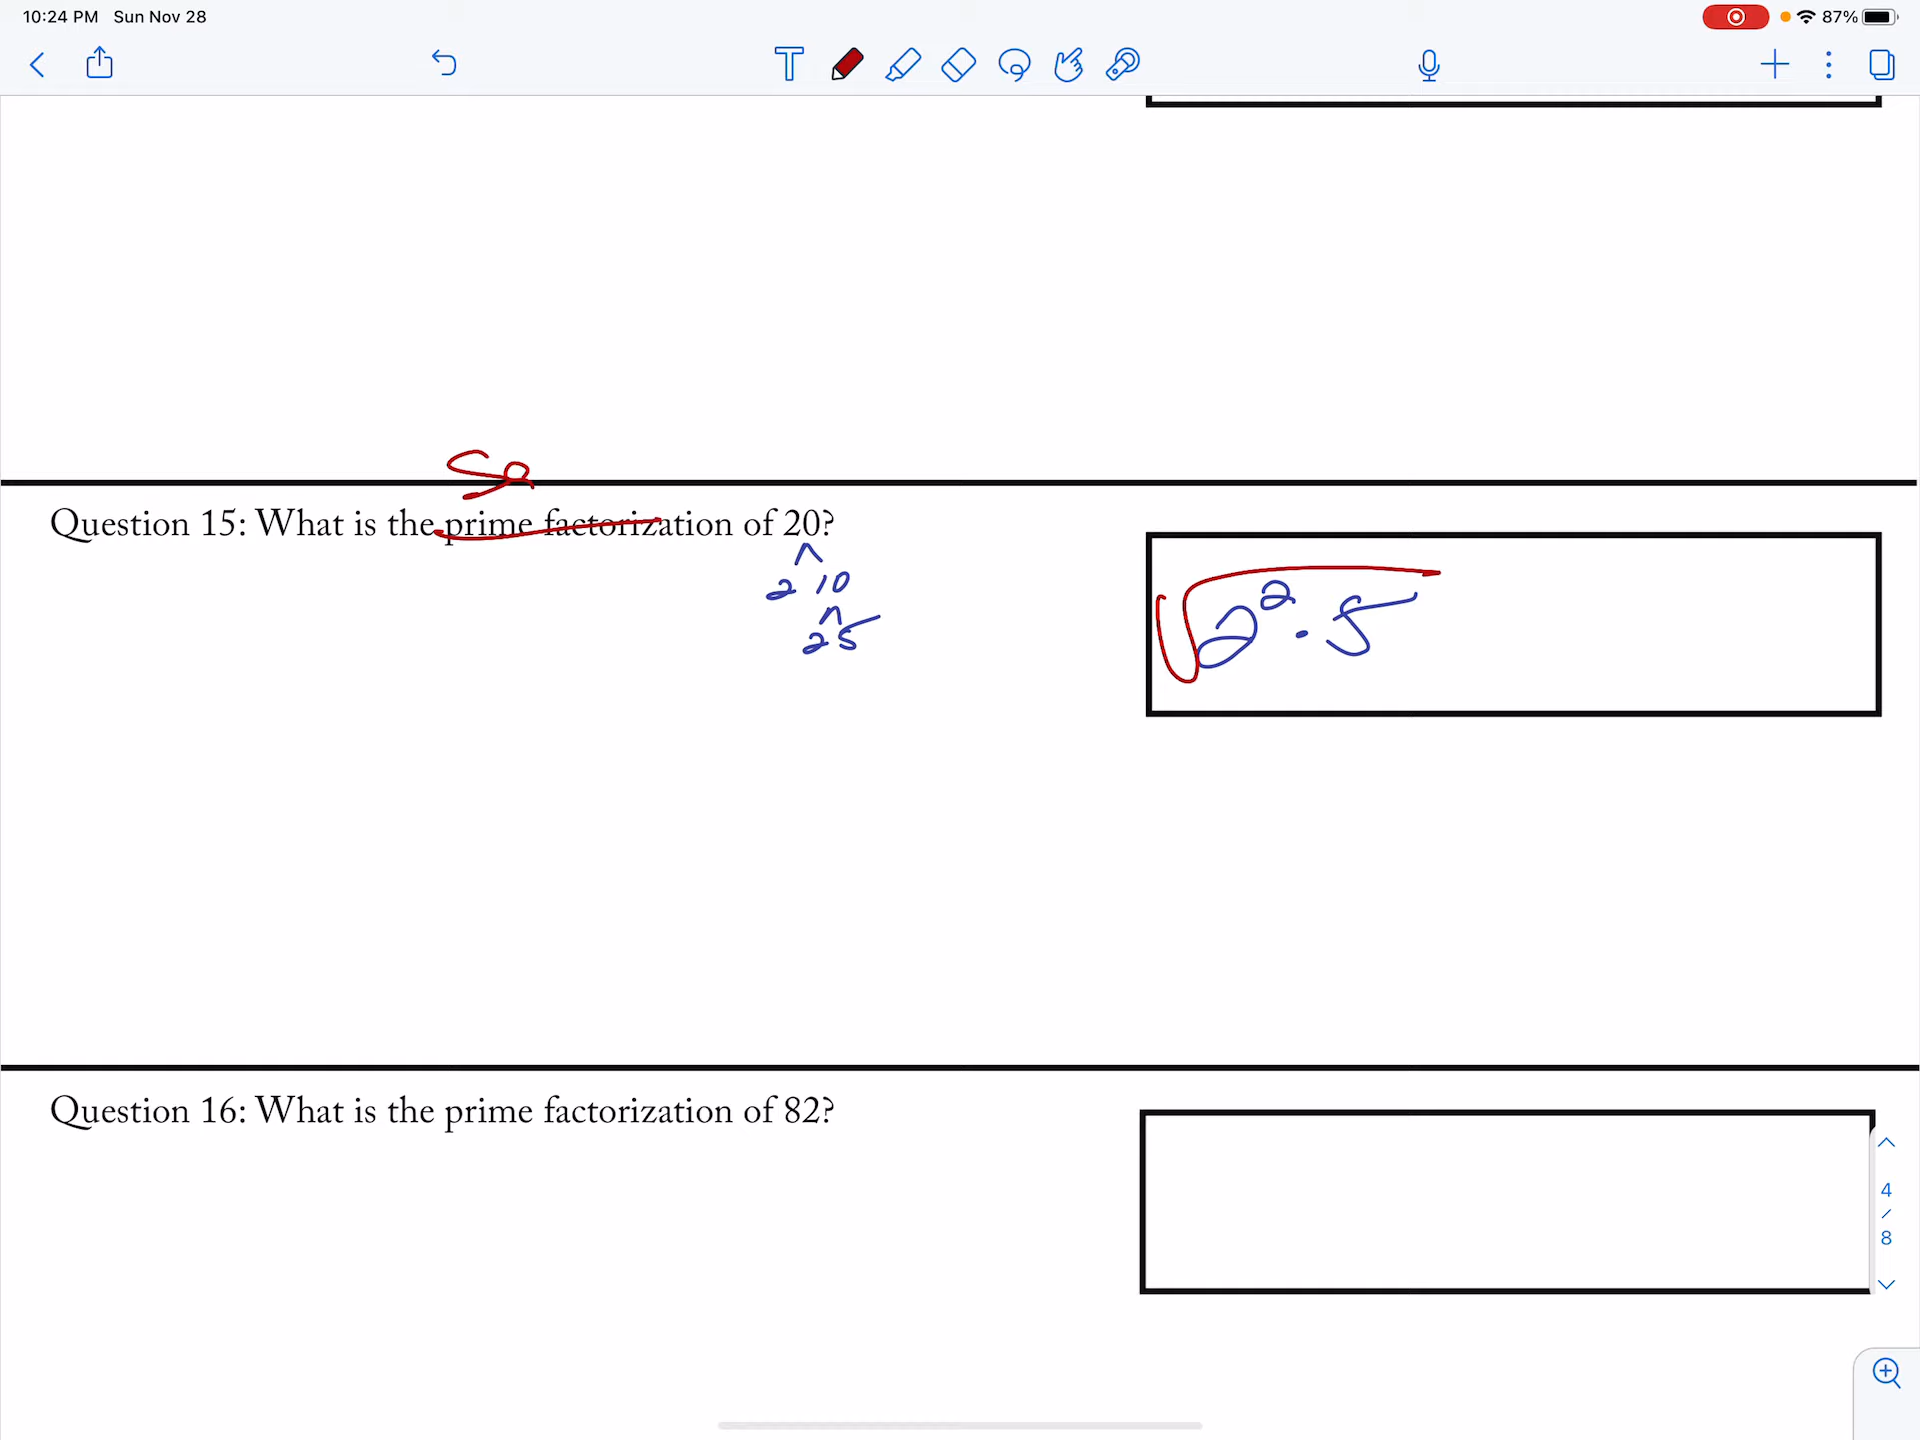 10:24 PM Sun Nov 28
87%
T
Sq
Question 15: What is the prime factorization of 20?
2 10
2 5
√2² · 5
Question 16: What is the prime factorization of 82?
4
/
8